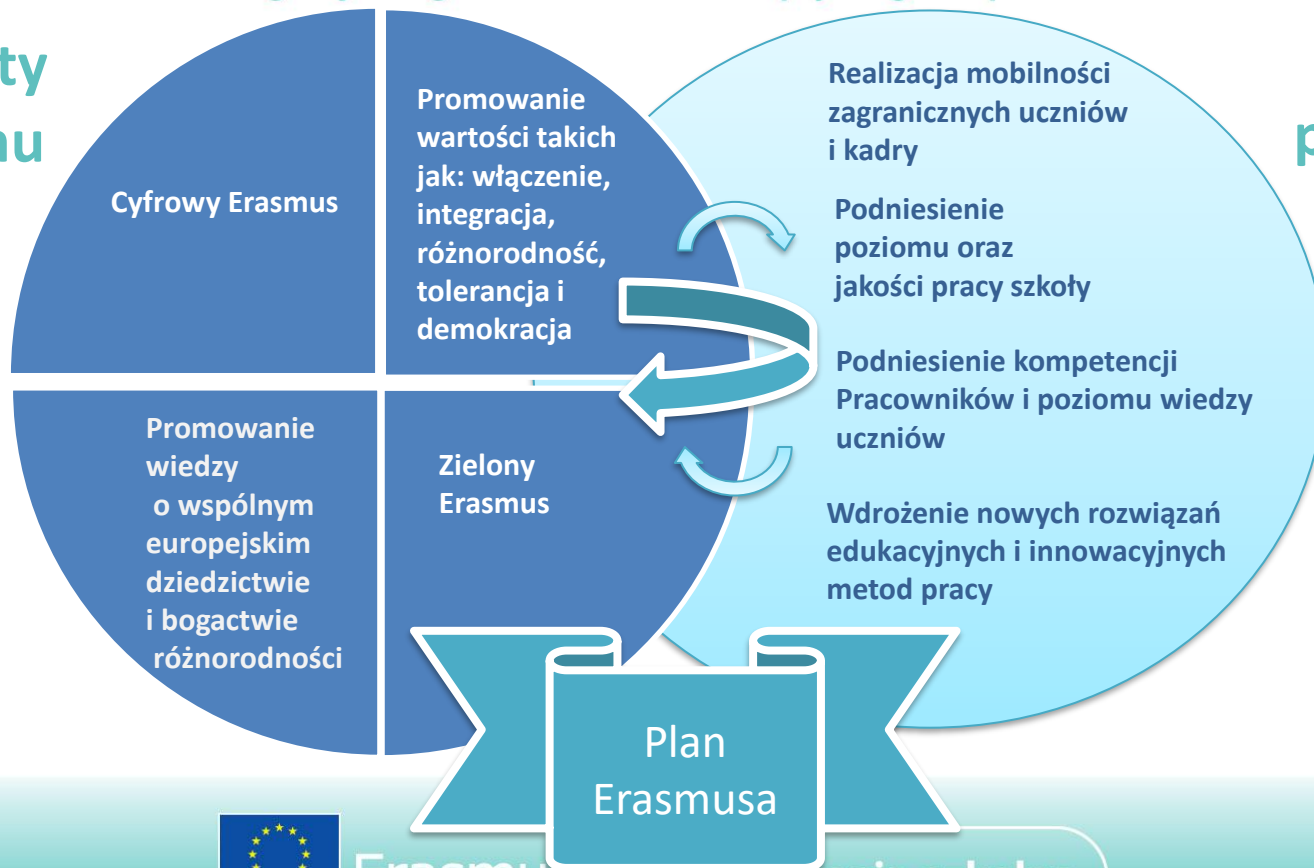 Cyfrowy Erasmus
Promowanie
wartości takich
jak: włączenie,
integracja,
różnorodność,
tolerancja i
demokracja
Promowanie
wiedzy
o wspólnym
europejskim
dziedzictwie
i bogactwie
różnorodności
Zielony
Erasmus
Realizacja mobilności
zagranicznych uczniów
i kadry
Podniesienie
poziomu oraz
jakości pracy szkoły
Podniesienie kompetencji
Pracowników i poziomu wiedzy
uczniów
Wdrożenie nowych rozwiązań
edukacyjnych i innowacyjnych
metod pracy
Plan
Erasmusa